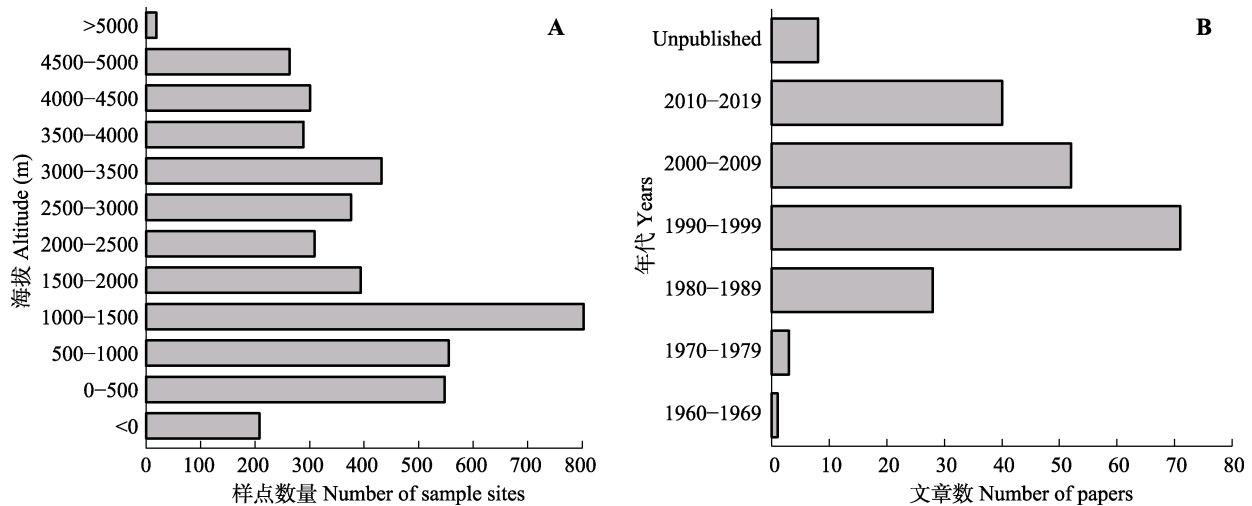 A
>5000
4500−5000
4000−4500
3500−4000
3000−3500
2500−3000
2000−2500
1500−2000
1000−1500
500−1000
0−500
<0
海拔 Altitude (m)
0 100 200 300 400 500 600 700 800
样点数量 Number of sample sites
B
Unpublished
2010−2019
2000−2009
1990−1999
1980−1989
1970−1979
1960−1969
年代 Years
0 10 20 30 40 50 60 70 80
文章数 Number of papers